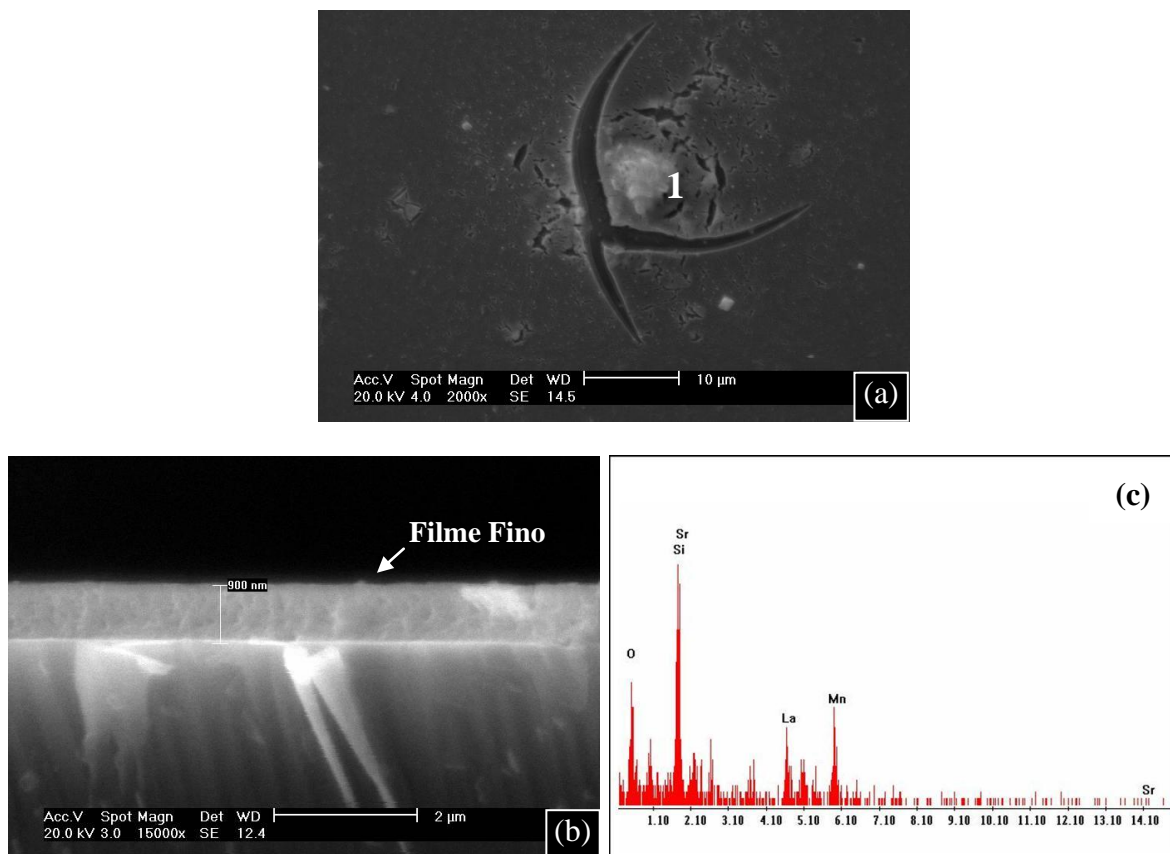 1
Acc.V Spot Magn Det WD 10 µm
20.0 kV 4.0 2000x SE 14.5
(a)
Filme Fino
900 nm
Acc.V Spot Magn Det WD 2 µm
20.0 kV 3.0 15000x SE 12.4
(b)
(c)
Sr
Si
O
La
Mn
Sr
1.10 2.10 3.10 4.10 5.10 6.10 7.10 8.10 9.10 10.10 11.10 12.10 13.10 14.10